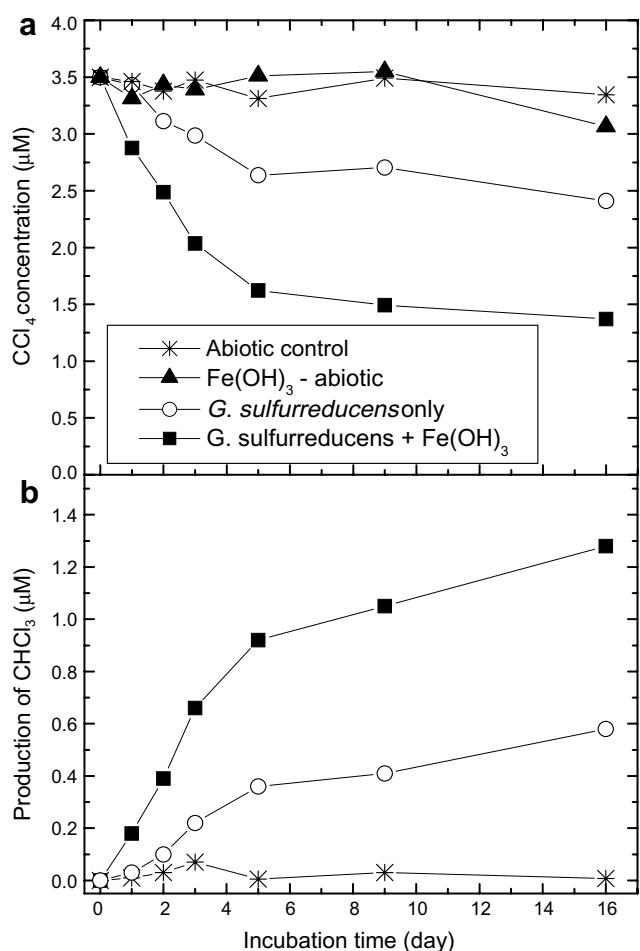 a
4.0
3.5
3.0
2.5
2.0
1.5
1.0
0.5
0.0
CCl4 concentration (μM)
Abiotic control
Fe(OH)3 - abiotic
G. sulfurreducensonly
G. sulfurreducens + Fe(OH)3
b
1.4
1.2
1.0
0.8
0.6
0.4
0.2
0.0
Production of CHCl3 (μM)
0 2 4 6 8 10 12 14 16
Incubation time (day)